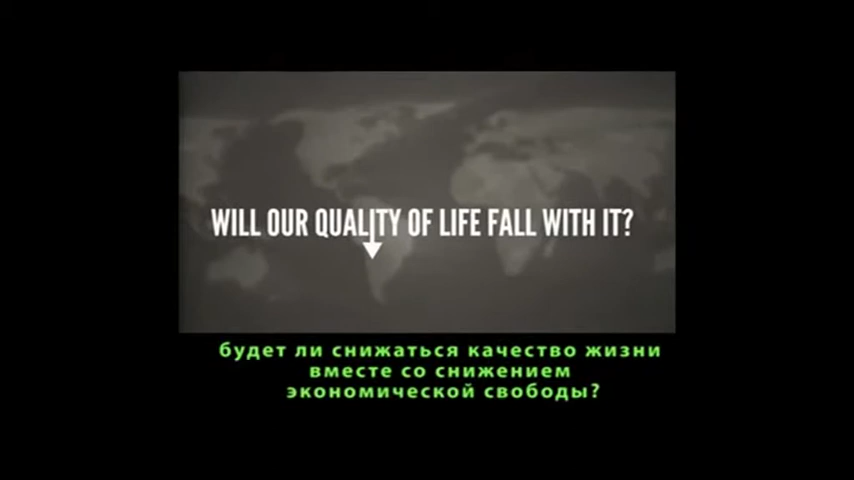 WILL OUR QUALITY OF LIFE FALL WITH IT?
будет ли снижаться качество жизни
вместе со снижением
экономической свободы?